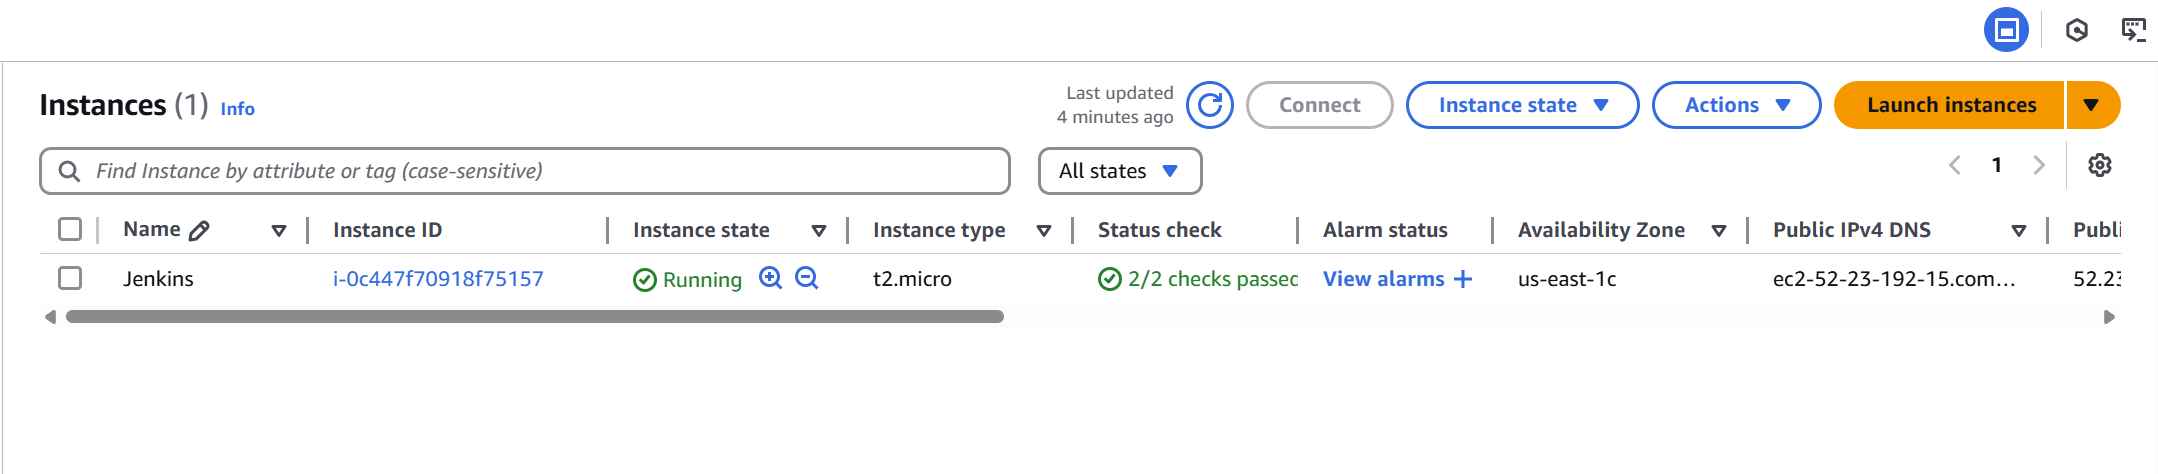 Instances (1) Info
Last updated
4 minutes ago
Connect
Instance state
Actions
Launch instances
Find Instance by attribute or tag (case-sensitive)
All states
1
Name Instance ID Instance state Instance type Status check Alarm status Availability Zone Public IPv4 DNS Publi
Jenkins i-0c447f70918f75157 Running t2.micro 2/2 checks passed View alarms + us-east-1c ec2-52-23-192-15.com... 52.23